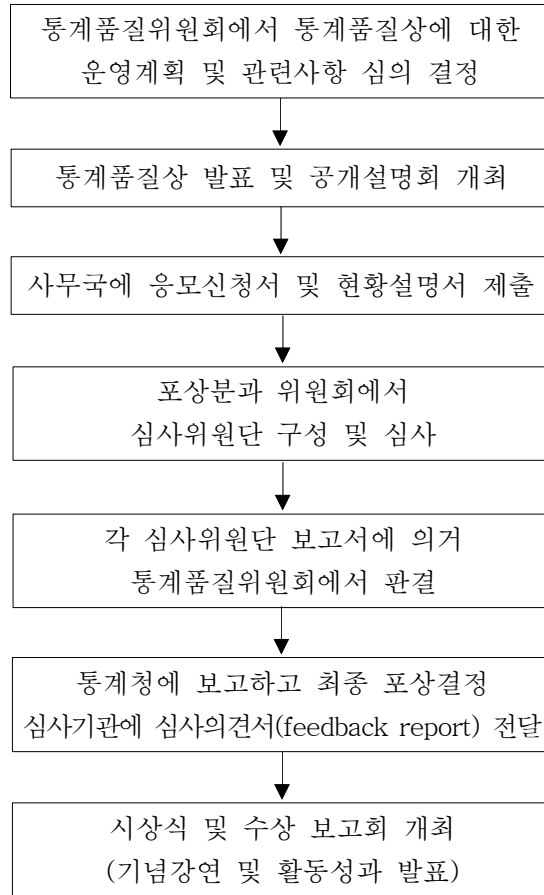 통계품질위원회에서 통계품질상에 대한
운영계획 및 관련사항 심의 결정
통계품질상 발표 및 공개설명회 개최
사무국에 응모신청서 및 현황설명서 제출
포상분과 위원회에서
심사위원단 구성 및 심사
각 심사위원단 보고서에 의거
통계품질위원회에서 판결
통계청에 보고하고 최종 포상결정
심사기관에 심사의견서(feedback report) 전달
시상식 및 수상 보고회 개최
(기념강연 및 활동성과 발표)